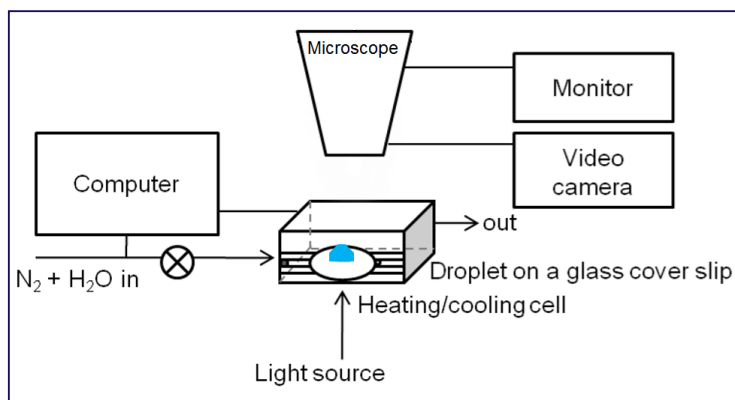 Microscope
Monitor
Computer
Video
camera
out
N₂ + H₂O in
Droplet on a glass cover slip
Heating/cooling cell
Light source